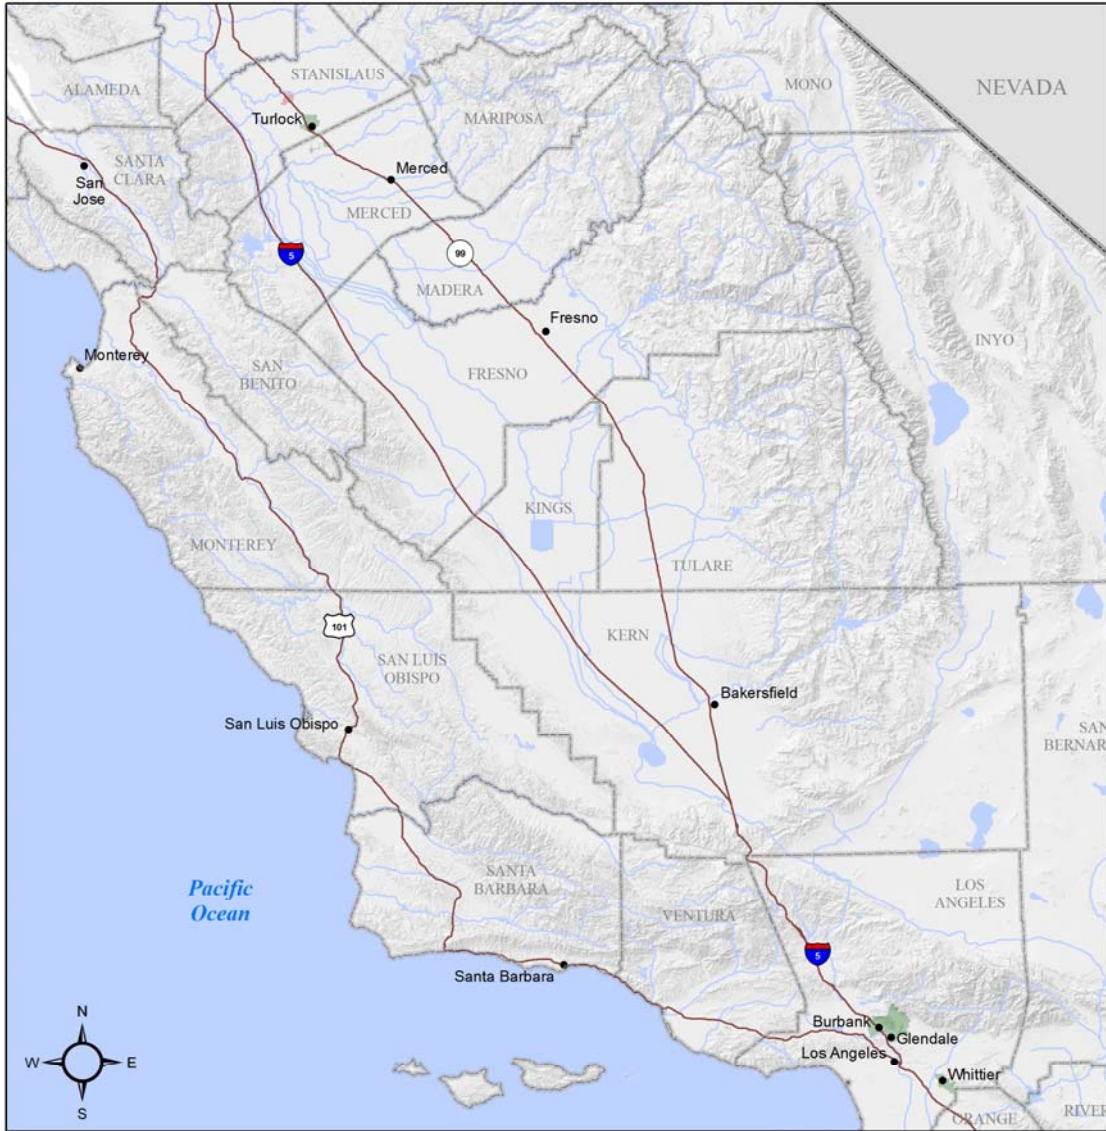 STANISLAUS
MONO
NEVADA
ALAMEDA
Turlock
MARIPOSA
SANTA
CLARA
San
Jose
Merced
MERCED
5
99
MADERA
Fresno
INYO
Monterey
SAN
BENITO
FRESNO
KINGS
MONTEREY
TULARE
101
KERN
SAN LUIS
OBISPO
Bakersfield
San Luis Obispo
SAN
BERNAR
SANTA
BARBARA
Pacific
Ocean
LOS
ANGELES
VENTURA
5
Santa Barbara
Burbank
Glendale
Los Angeles
Whittier
N
W E
S
ORANGE
RIVER